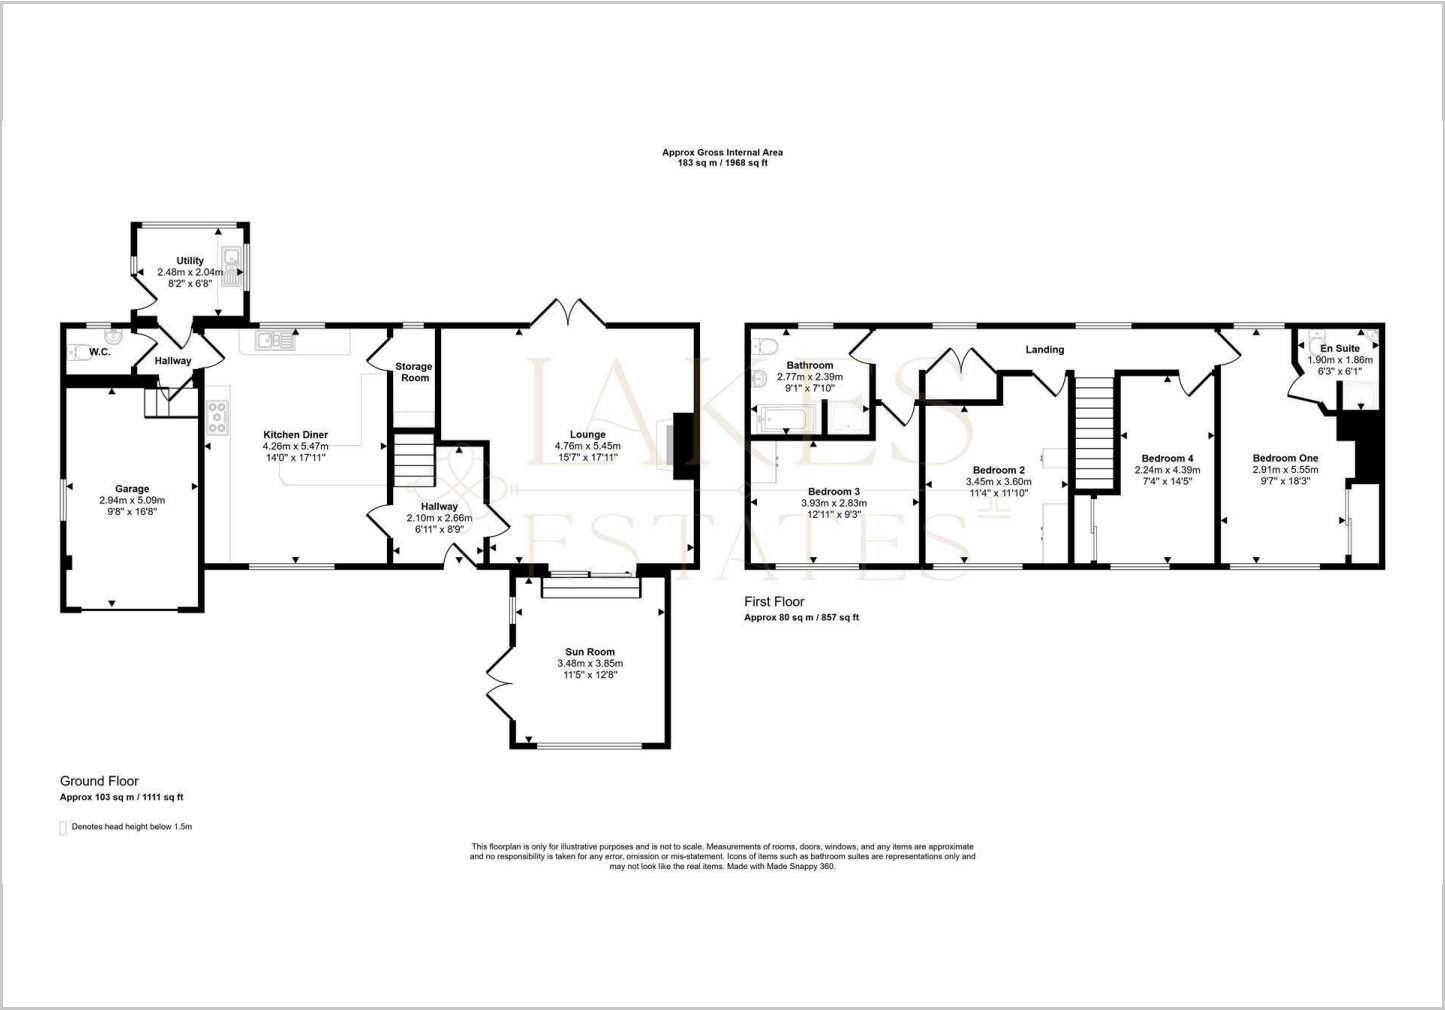 Approx Gross Internal Area
183 sq m / 1968 sq ft
Utility
2.48m x 2.04m
8'2" x 6'8"
W.C.
Hallway
Storage
Room
Kitchen Diner
4.26m x 5.47m
14'0" x 17'11"
Lounge
4.76m x 5.45m
15'7" x 17'11"
Garage
2.94m x 5.09m
9'8" x 16'8"
Hallway
2.10m x 2.66m
6'11" x 8'9"
Sun Room
3.48m x 3.85m
11'5" x 12'8"
Ground Floor
Approx 103 sq m / 1111 sq ft
Denotes head height below 1.5m
Landing
Bathroom
2.77m x 2.39m
9'1" x 7'10"
En Suite
1.90m x 1.86m
6'3" x 6'1"
Bedroom 3
3.93m x 2.83m
12'11" x 9'3"
Bedroom 2
3.45m x 3.60m
11'4" x 11'10"
Bedroom 4
2.24m x 4.39m
7'4" x 14'5"
Bedroom One
2.91m x 5.55m
9'7" x 18'3"
First Floor
Approx 80 sq m / 857 sq ft
LAKES
ESTATES
This floorplan is only for illustrative purposes and is not to scale. Measurements of rooms, doors, windows, and any items are approximate
and no responsibility is taken for any error, omission or mis-statement. Icons of items such as bathroom suites are representations only and
may not look like the real items. Made with Made Snappy 360.